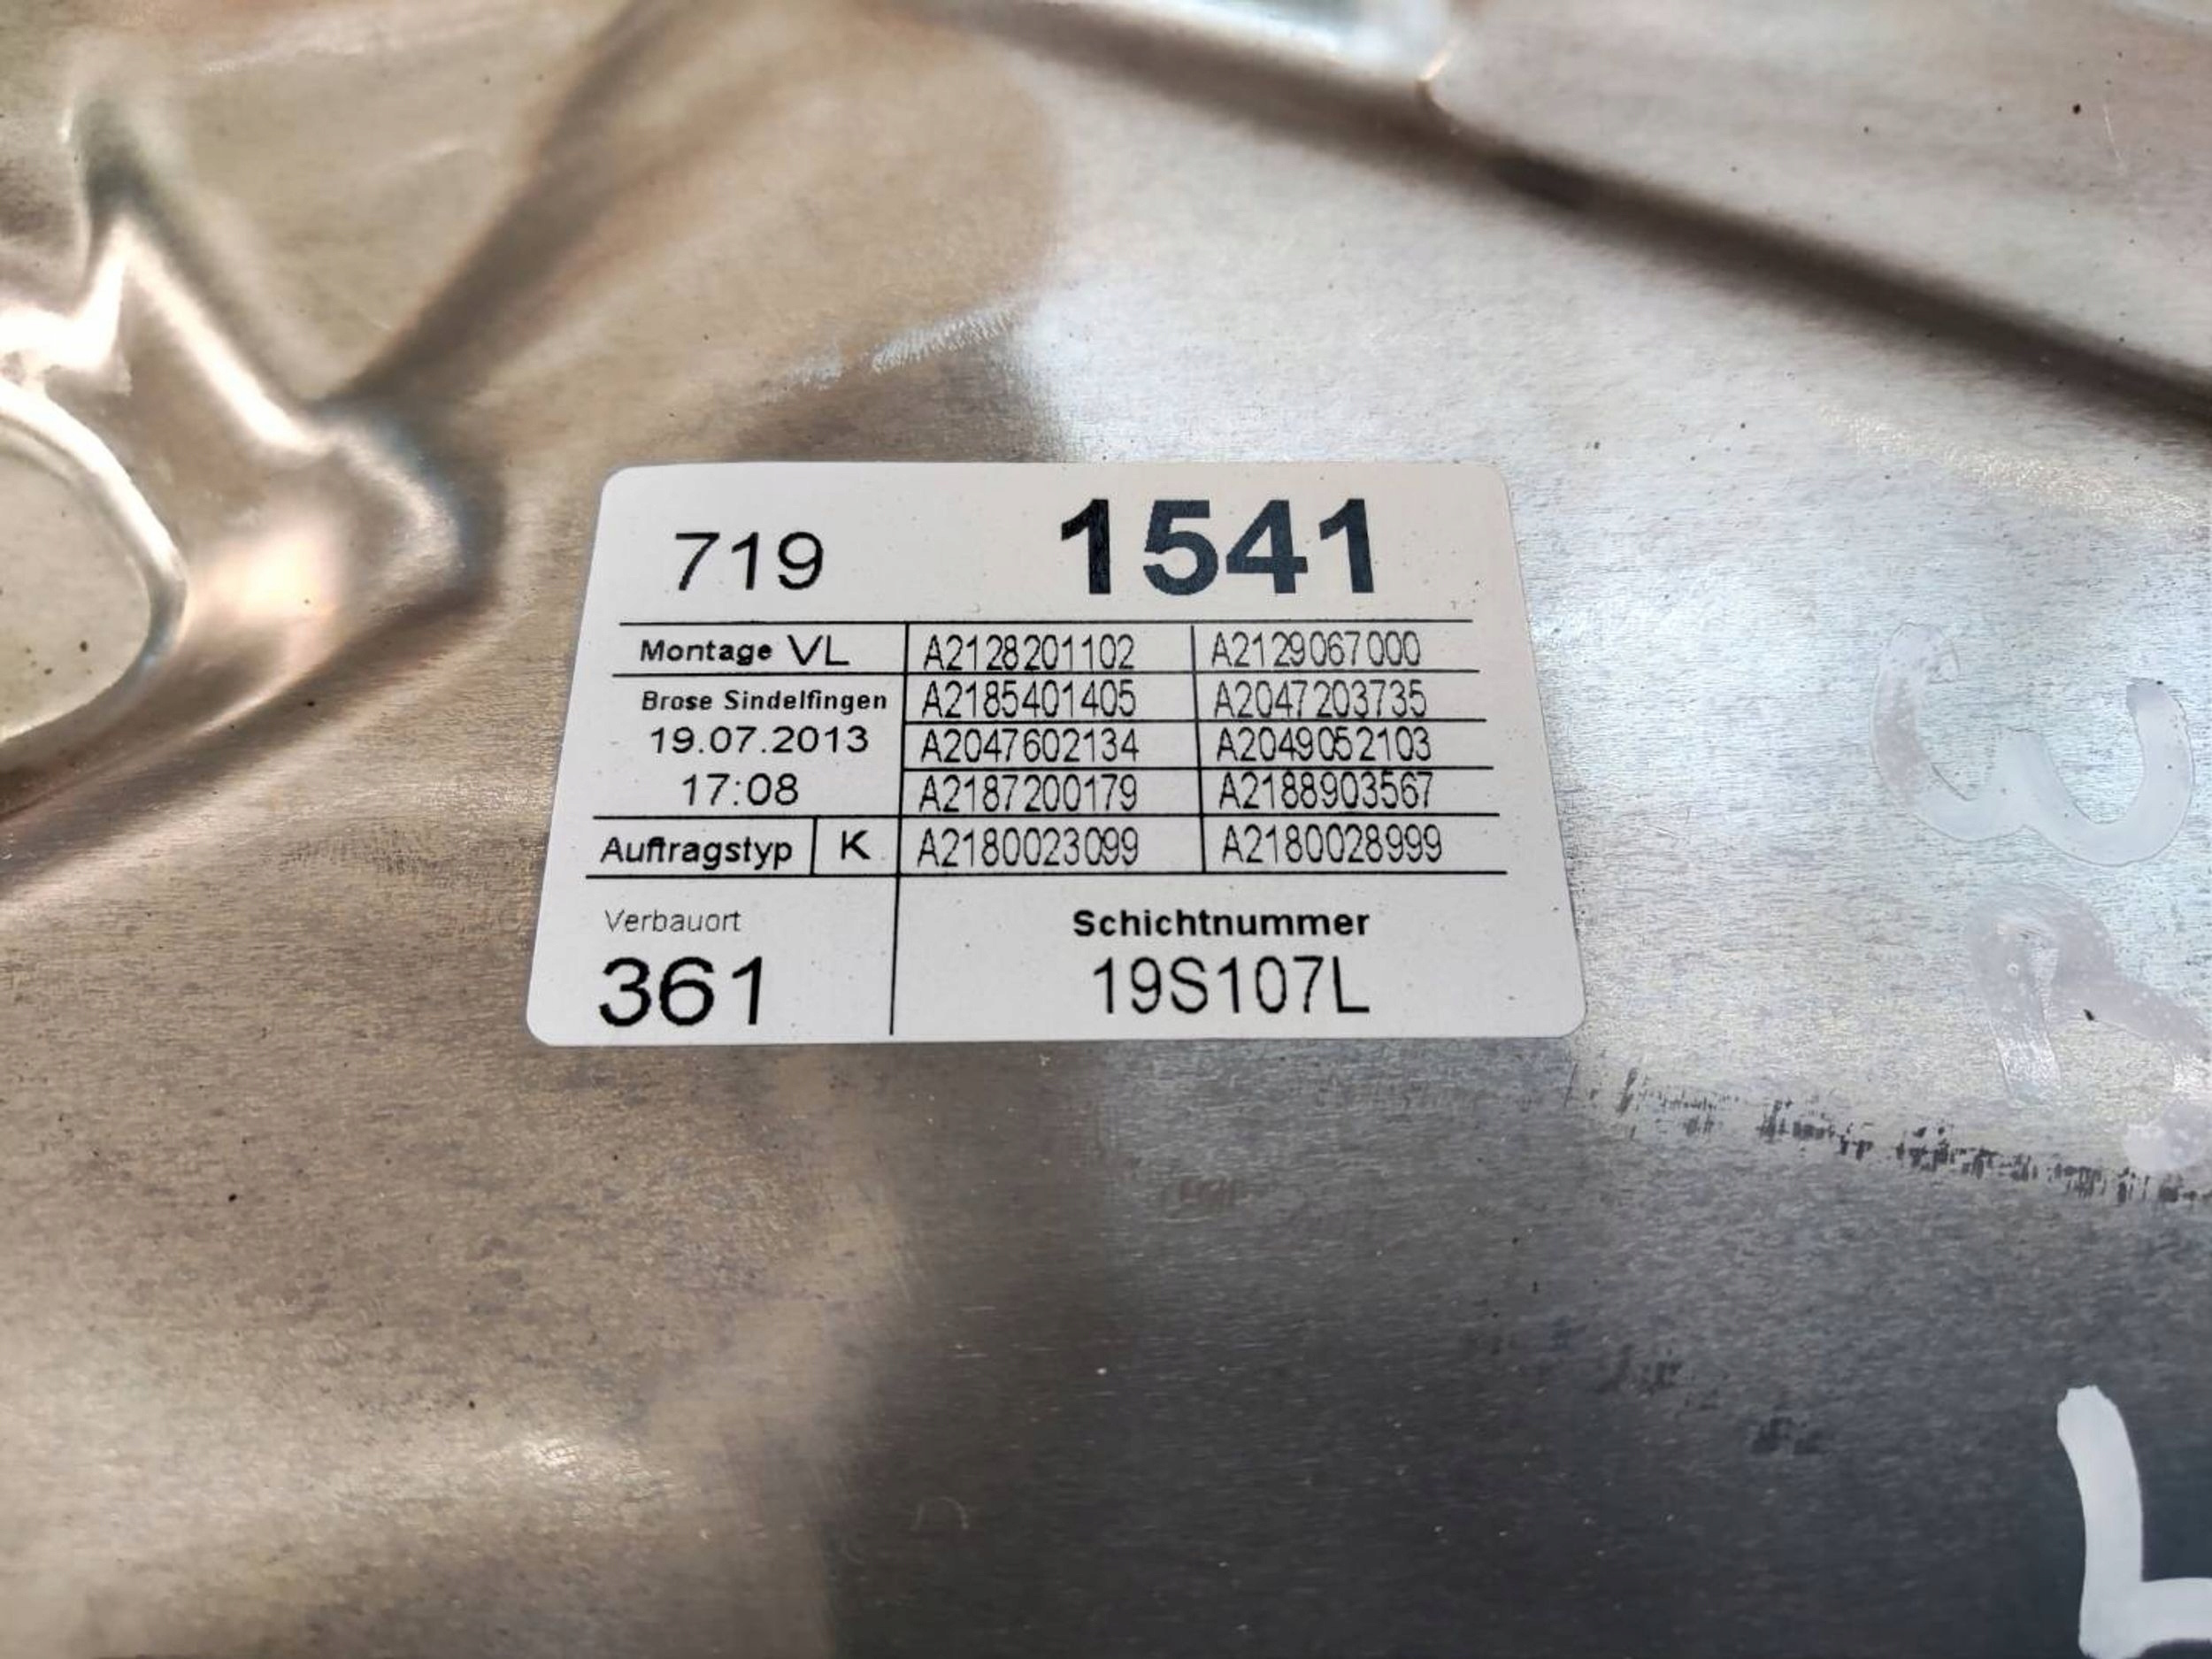 719 1541
Montage VL A2128201102 A2129067000
Brose Sindelfingen A2185401405 A2047203735
19.07.2013 A2047602134 A2049052103
17:08 A2187200179 A2188903567
Auftragstyp K A2180023099 A2180028999
Verbauort Schichtnummer
361 19S107L
L